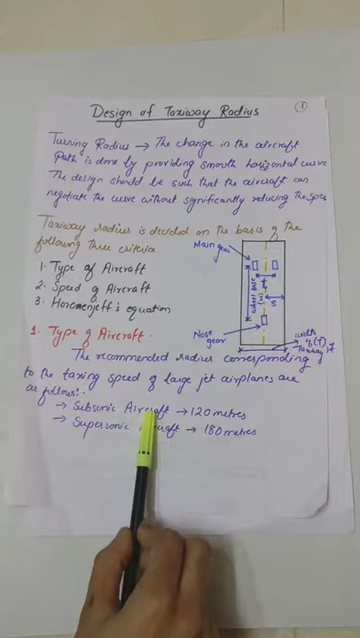 Design of Taxiway Radius
1
Turning Radius → The change in the aircraft
Path is done by providing smooth horizontal curve
The design should be such that the aircraft can
negotiate the curve without significantly reducing the speed
Taxiway radius is decided on the basis of the
following three criteria
1. Type of Aircraft
2. Speed of Aircraft
3. Horonjeff's equation
Main gear
t
wheel base
(w)
S
Nose gear
width of (T) Taxiway
1. Type of Aircraft
The recommended radius corresponding
to the taxing speed of large jet airplanes are
as follows:-
→ Subsonic Aircraft → 120 metres
→ Supersonic Aircraft → 180 metres